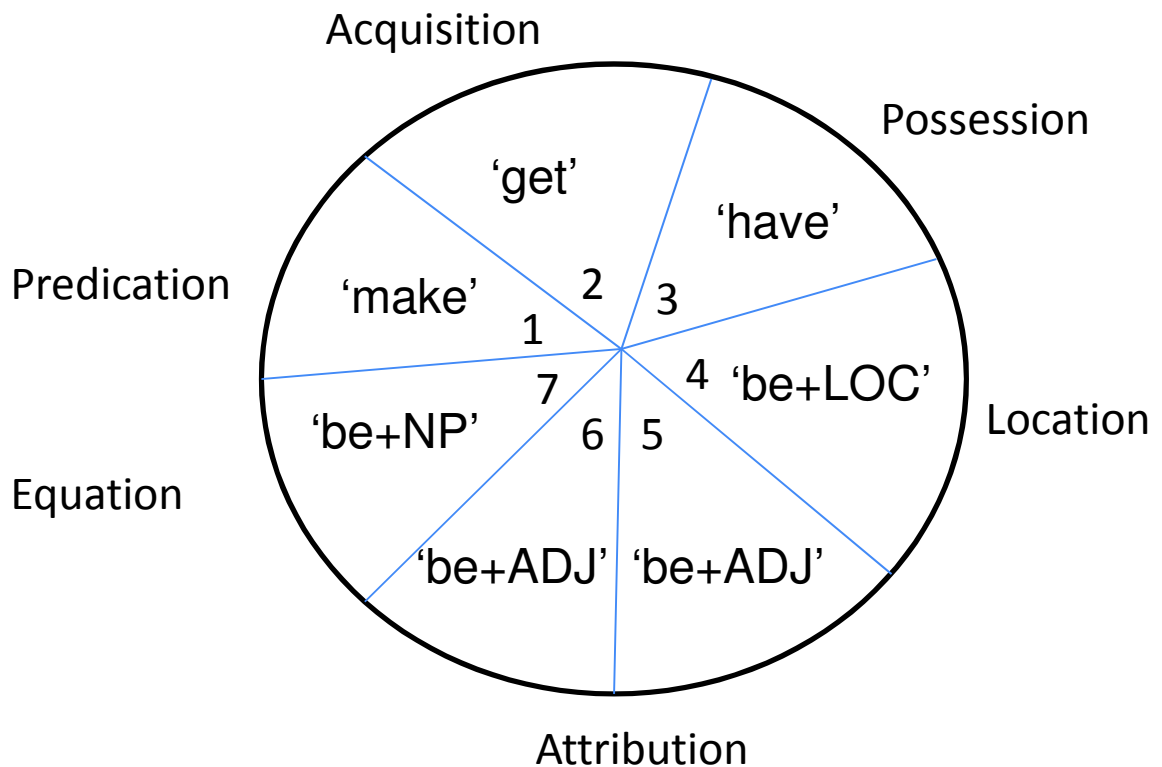 Acquisition
Possession
‘get’
‘have’
Predication
‘make’
2
3
1
4
‘be+LOC’
7
Location
‘be+NP’
6
5
Equation
‘be+ADJ’
‘be+ADJ’
Attribution